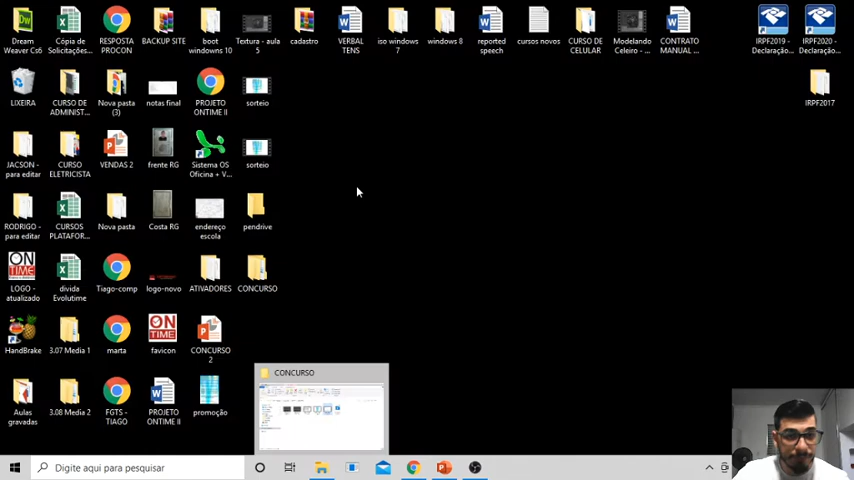 Dream
Weaver Cs6
Cópia de
Solicitações...
RESPOSTA
PROCON
BACKUP SITE
boot
windows 10
Textura - aula
5
cadastro
VERBAL
TENS
iso windows
7
windows 8
reported
speech
cursos novos
CURSO DE
CELULAR
Modelando
Celeiro - ...
CONTRATO
MANUAL ...
IRPF2019 -
Declaração...
IRPF2020 -
Declaração...
LIXEIRA
CURSO DE
ADMINIST...
Nova pasta
(3)
notas final
PROJETO
ONTIME II
sorteio
IRPF2017
JACSON -
para editar
CURSO
ELETRICISTA
VENDAS 2
frente RG
Sistema OS
Oficina + V...
sorteio
RODRIGO -
para editar
CURSOS
PLATAFOR...
Nova pasta
Costa RG
endereço
escola
pendrive
ON
TIME
LOGO -
atualizado
divida
Evolutime
Tiago-comp
logo-novo
ATIVADORES
CONCURSO
HandBrake
3.07 Media 1
marta
ON
TIME
favicon
CONCURSO
2
CONCURSO
Aulas
gravadas
3.08 Media 2
FGTS -
TIAGO
PROJETO
ONTIME II
promoção
Digite aqui para pesquisar